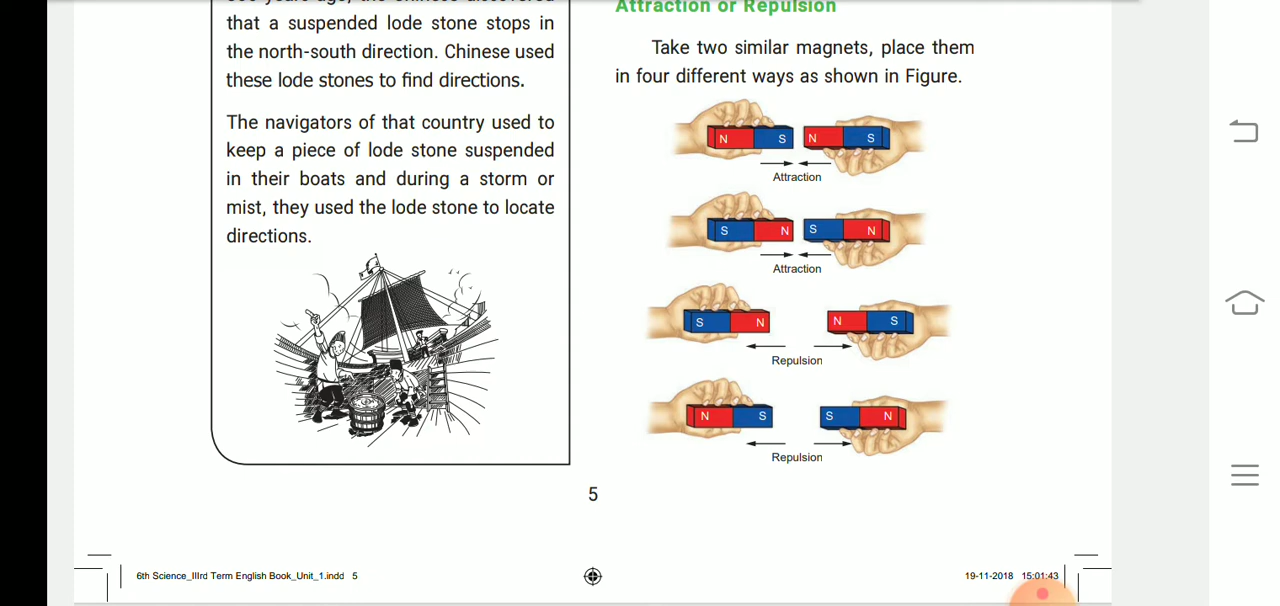 that a suspended lode stone stops in
the north-south direction. Chinese used
these lode stones to find directions.
The navigators of that country used to
keep a piece of lode stone suspended
in their boats and during a storm or
mist, they used the lode stone to locate
directions.
Attraction or Repulsion
Take two similar magnets, place them
in four different ways as shown in Figure.
N S N S
Attraction
S N S N
Attraction
S N N S
Repulsion
N S S N
Repulsion
5
6th Science_IIIrd Term English Book_Unit_1.indd 5
19-11-2018 15:01:43